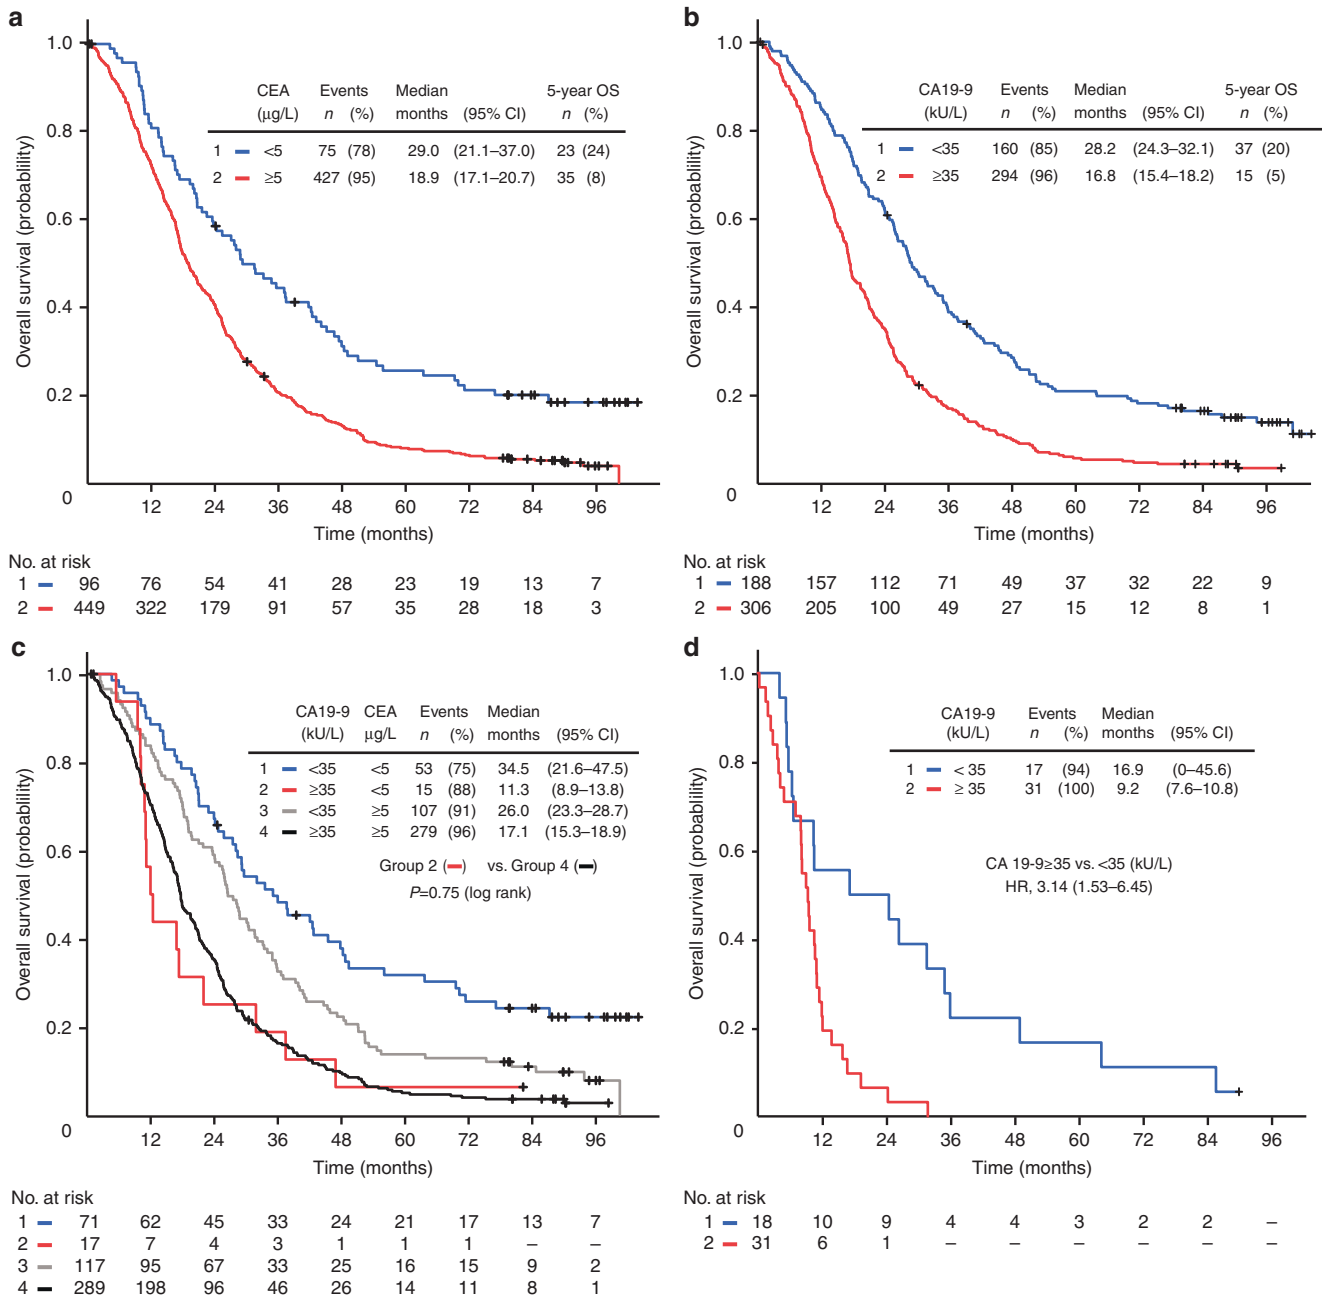 a
CEA Events Median 5-year OS
(µg/L) n (%) months (95% CI) n (%)
1 <5 75 (78) 29.0 (21.1–37.0) 23 (24)
2 ≥5 427 (95) 18.9 (17.1–20.7) 35 (8)
Overall survival (probablility)
1.0
0.8
0.6
0.4
0.2
0
12 24 36 48 60 72 84 96
Time (months)
No. at risk
1 96 76 54 41 28 23 19 13 7
2 449 322 179 91 57 35 28 18 3
b
CA19-9 Events Median 5-year OS
(kU/L) n (%) months (95% CI) n (%)
1 <35 160 (85) 28.2 (24.3–32.1) 37 (20)
2 ≥35 294 (96) 16.8 (15.4–18.2) 15 (5)
Overall survival (probablility)
1.0
0.8
0.6
0.4
0.2
0
12 24 36 48 60 72 84 96
Time (months)
No. at risk
1 188 157 112 71 49 37 32 22 9
2 306 205 100 49 27 15 12 8 1
c
CA19-9 CEA Events Median
(kU/L) µg/L n (%) months (95% CI)
1 <35 <5 53 (75) 34.5 (21.6–47.5)
2 ≥35 <5 15 (88) 11.3 (8.9–13.8)
3 <35 ≥5 107 (91) 26.0 (23.3–28.7)
4 ≥35 ≥5 279 (96) 17.1 (15.3–18.9)
Group 2 ( ) vs. Group 4 ( )
P=0.75 (log rank)
Overall survival (probablility)
1.0
0.8
0.6
0.4
0.2
0
12 24 36 48 60 72 84 96
Time (months)
No. at risk
1 71 62 45 33 24 21 17 13 7
2 17 7 4 3 1 1 1 – –
3 117 95 67 33 25 16 15 9 2
4 289 198 96 46 26 14 11 8 1
d
CA19-9 Events Median
(kU/L) n (%) months (95% CI)
1 < 35 17 (94) 16.9 (0–45.6)
2 ≥ 35 31 (100) 9.2 (7.6–10.8)
CA 19-9≥35 vs. <35 (kU/L)
HR, 3.14 (1.53–6.45)
Overall survival (probablility)
1.0
0.8
0.6
0.4
0.2
0
12 24 36 48 60 72 84 96
Time (months)
No. at risk
1 18 10 9 4 4 3 2 2 –
2 31 6 1 – – – – – –